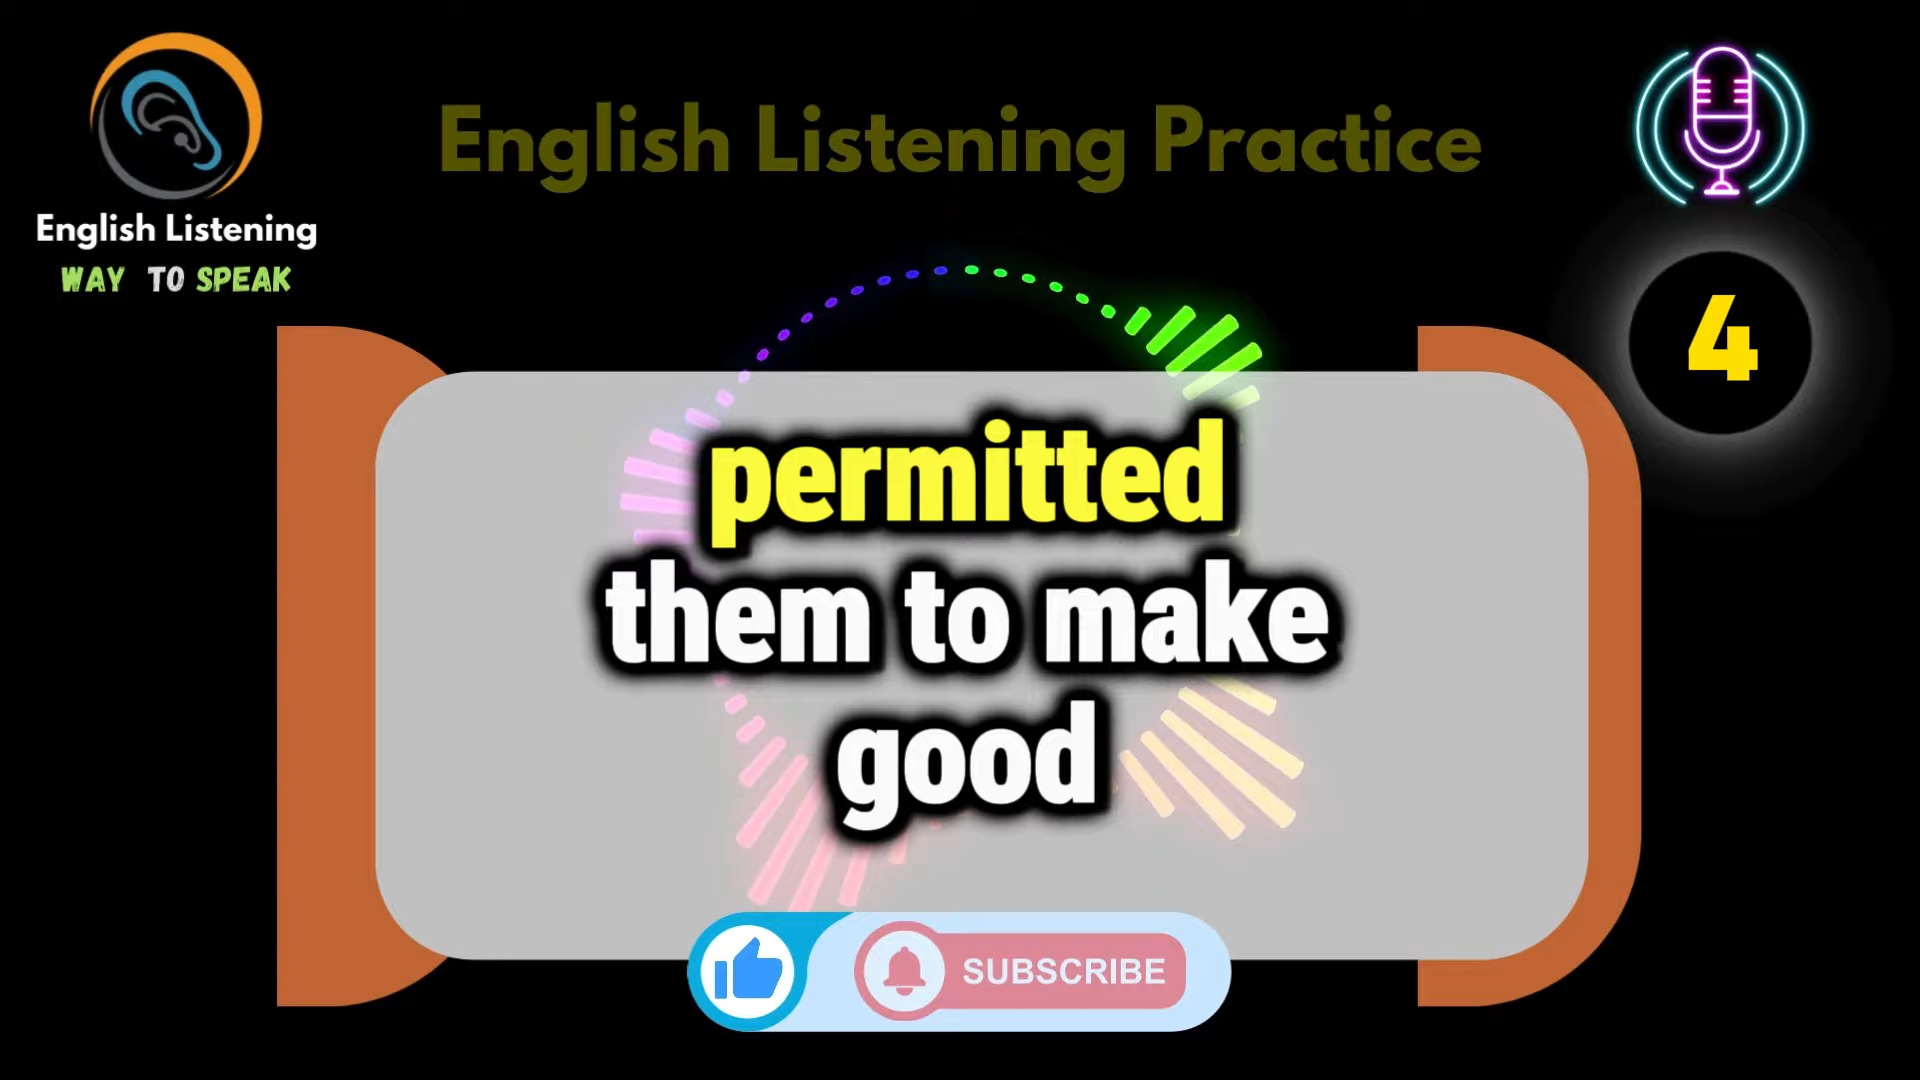 English Listening Practice
English Listening
WAY TO SPEAK
4
permitted
them to make
good
SUBSCRIBE